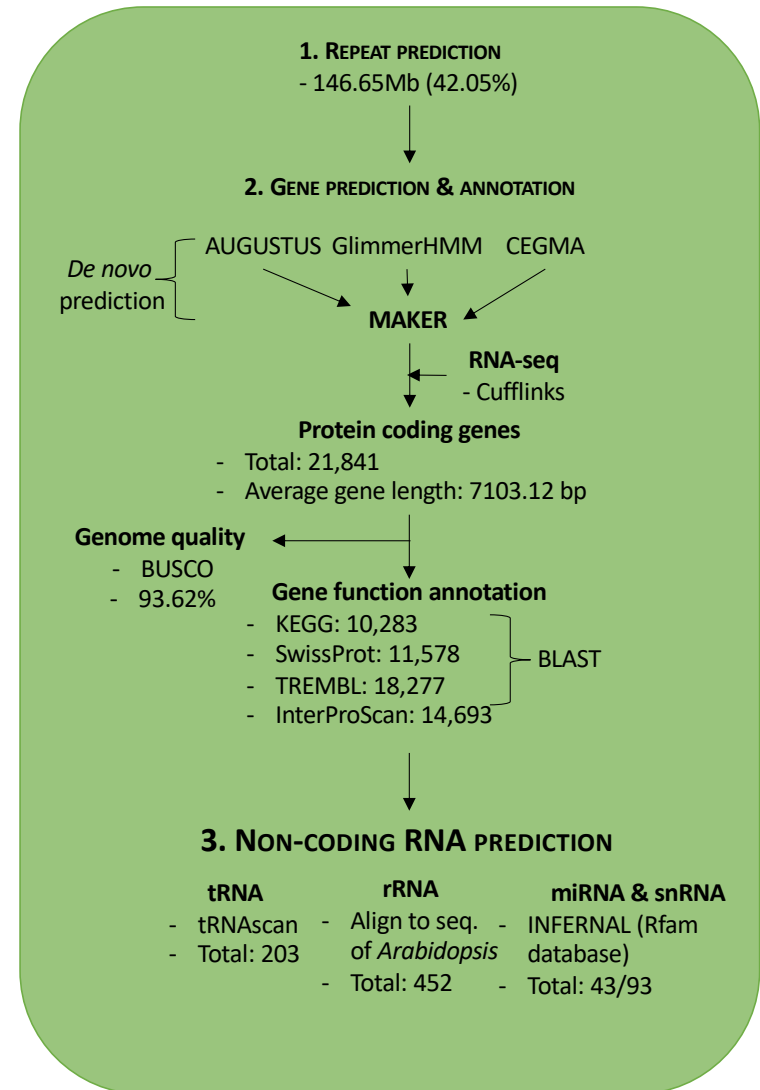 1. REPEAT PREDICTION
- 146.65Mb (42.05%)
2. GENE PREDICTION & ANNOTATION
De novo
prediction
AUGUSTUS GlimmerHMM CEGMA
MAKER
RNA-seq
- Cufflinks
Protein coding genes
- Total: 21,841
- Average gene length: 7103.12 bp
Genome quality
- BUSCO
- 93.62%
Gene function annotation
- KEGG: 10,283
- SwissProt: 11,578
- TREMBL: 18,277
- InterProScan: 14,693
BLAST
3. NON-CODING RNA PREDICTION
tRNA
- tRNAscan
- Total: 203
rRNA
- Align to seq.
of Arabidopsis
- Total: 452
miRNA & snRNA
- INFERNAL (Rfam
database)
- Total: 43/93